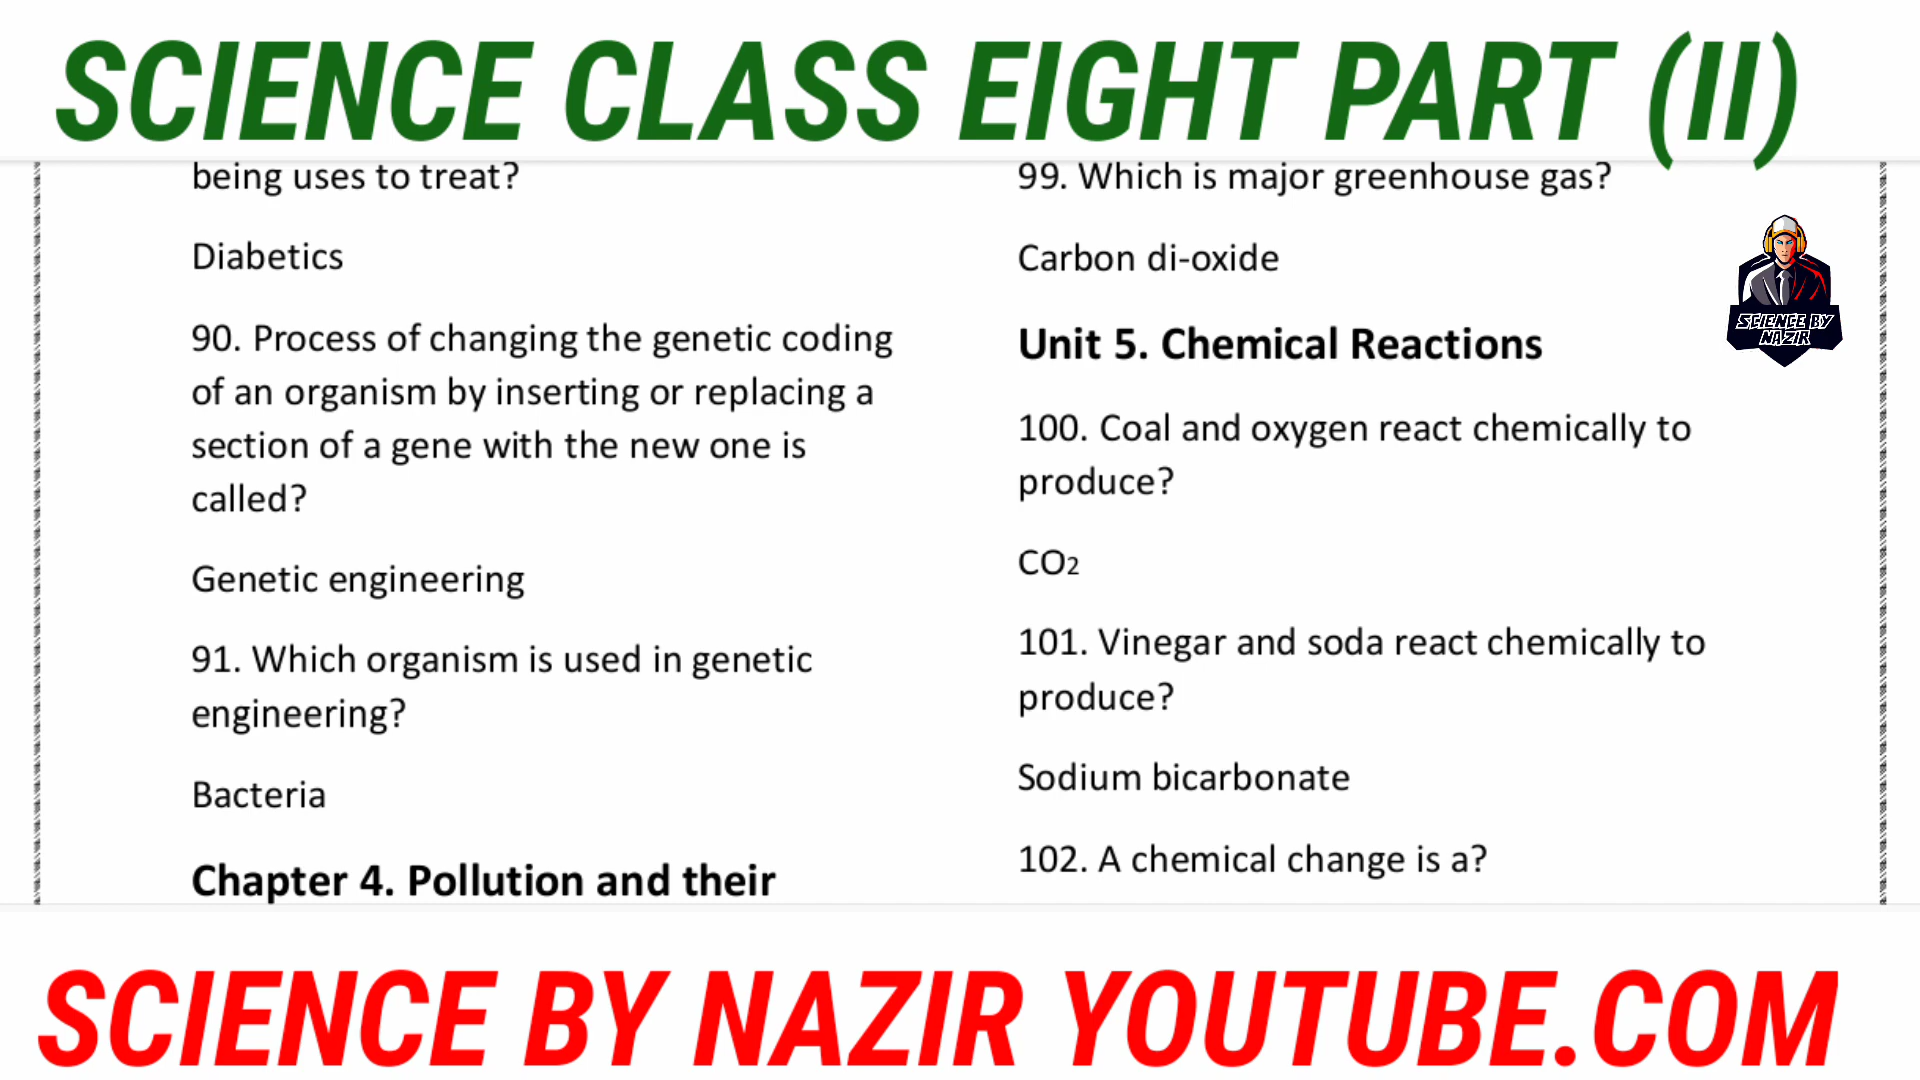 SCIENCE CLASS EIGHT PART (II)
being uses to treat?
Diabetics
90. Process of changing the genetic coding
of an organism by inserting or replacing a
section of a gene with the new one is
called?
Genetic engineering
91. Which organism is used in genetic
engineering?
Bacteria
Chapter 4. Pollution and their
99. Which is major greenhouse gas?
Carbon di-oxide
Unit 5. Chemical Reactions
100. Coal and oxygen react chemically to
produce?
CO2
101. Vinegar and soda react chemically to
produce?
Sodium bicarbonate
102. A chemical change is a?
SCIENCE BY
NAZIR
SCIENCE BY NAZIR YOUTUBE.COM